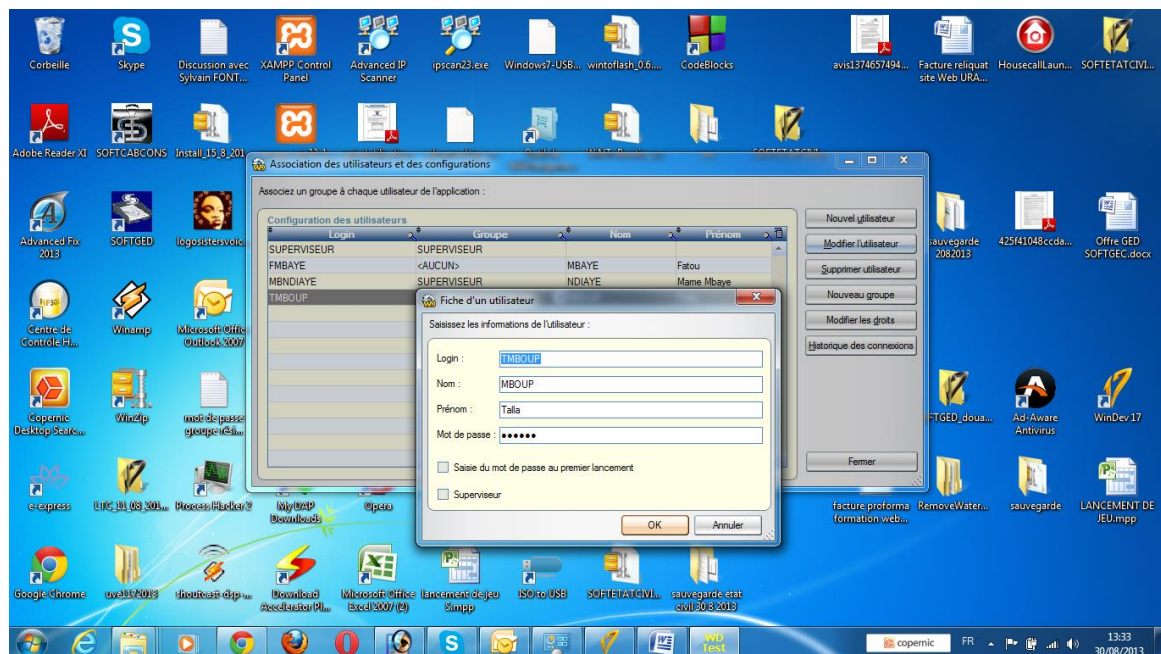 Corbeille
Skype
Discussion avec Sylvain FONT...
XAMPP Control Panel
Advanced IP Scanner
ipscan23.exe
Windows7-USB...
wintoflash_0.6....
CodeBlocks
avis1374657494...
Facture reliquat site Web URA...
HousecallLaun...
SOFTETATCIVI...
Adobe Reader XI
SOFTCABCONS
Install_15_8_201
Association des utilisateurs et des configurations
Associez un groupe à chaque utilisateur de l'application :
Configuration des utilisateurs
Login Groupe Nom Prénom
SUPERVISEUR SUPERVISEUR
FMBAYE <AUCUN> MBAYE Fatou
MBNDIAYE SUPERVISEUR NDIAYE Mame Mbaye
TMBOUP
Nouvel utilisateur
Modifier l'utilisateur
Supprimer utilisateur
Nouveau groupe
Modifier les droits
Historique des connexions
Fermer
Fiche d'un utilisateur
Saisissez les informations de l'utilisateur :
Login : TMBOUP
Nom : MBOUP
Prénom : Talla
Mot de passe : ●●●●●●
Saisie du mot de passe au premier lancement
Superviseur
OK Annuler
Advanced Fix 2013
SOFTGED
logosistersvoic
sauvegarde 2082013
425f41048ccda...
Offre GED SOFTGEC.docx
Centre de Contrôle H...
Winamp
Microsoft Offic Outlook 2007
Copernic Desktop Searc...
WinZip
mot de passe groupe rési...
FTGED_doua...
Ad-Aware Antivirus
WinDev 17
e-express
LTC_11_08_201...
Process Hacker 2
My DAP Downloads
Opera
facture proforma formation web...
RemoveWater...
sauvegarde
LANCEMENT DE JEU.mpp
Google Chrome
uvel1172013
shoutcast-dsp-...
Download Accelerator Pl...
Microsoft Office Excel 2007 (2)
lancement de jeu S.mpp
ISO to USB
SOFTETATCIVI...
sauvegarde etat civil 30 8 2013
WD Test
copernic
FR
13:33
30/08/2013